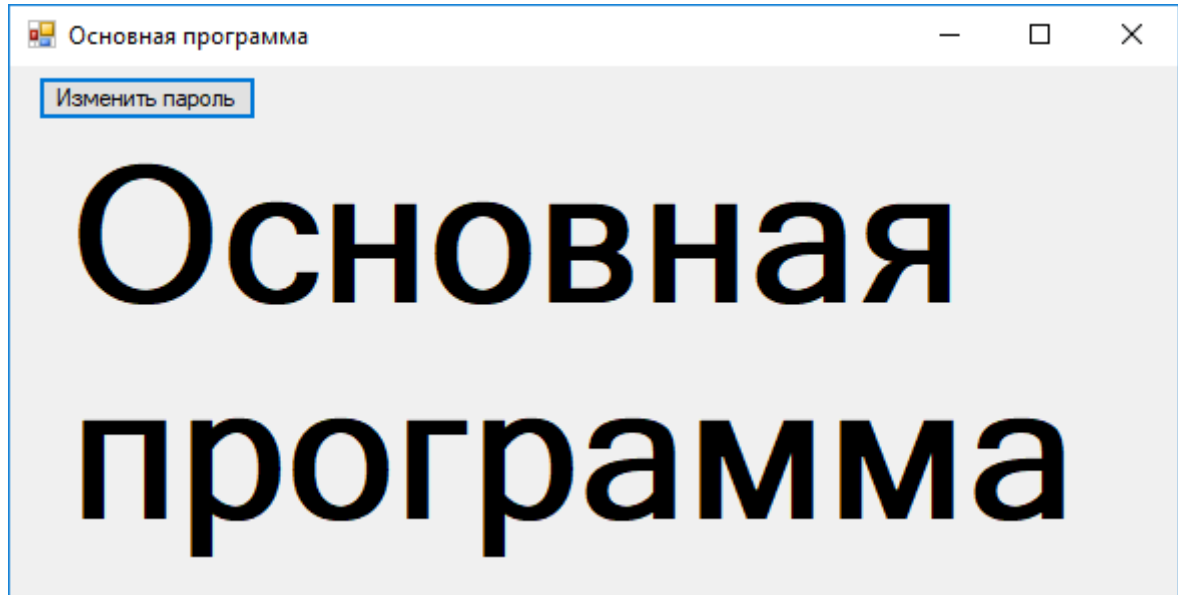 Основная программа
Изменить пароль
Основная
программа